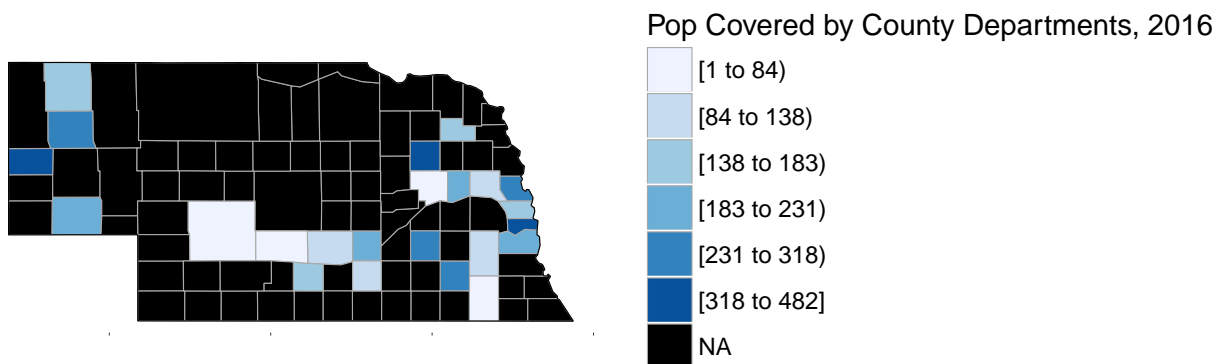 Pop Covered by County Departments, 2016
[1 to 84)
[84 to 138)
[138 to 183)
[183 to 231)
[231 to 318)
[318 to 482]
NA